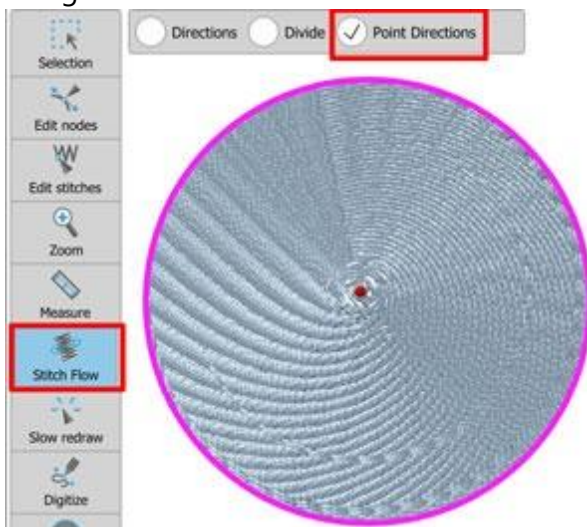 Directions Divide Point Directions
Selection
Edit nodes
Edit stitches
Zoom
Measure
Stitch Flow
Slow redraw
Digitize